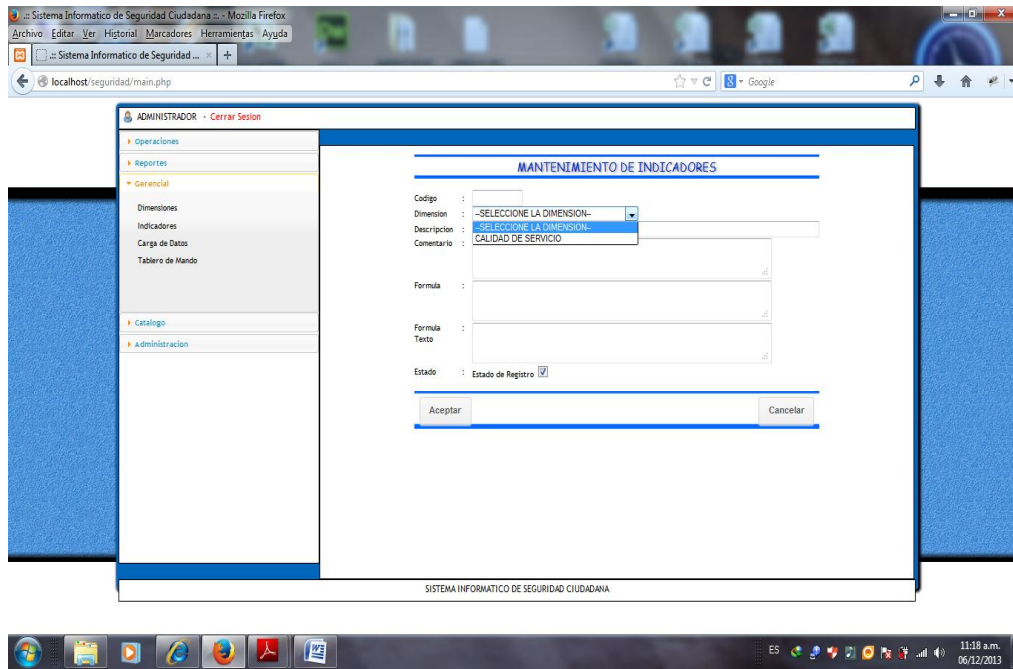 .:: Sistema Informatico de Seguridad Ciudadana ::. - Mozilla Firefox
Archivo Editar Ver Historial Marcadores Herramientas Ayuda
.:: Sistema Informatico de Seguridad ... × +
localhost/seguridad/main.php
Google
ADMINISTRADOR - Cerrar Sesion
Operaciones
Reportes
Gerencial
Dimensiones
Indicadores
Carga de Datos
Tablero de Mando
Catalogo
Administracion
MANTENIMIENTO DE INDICADORES
Codigo :
Dimension : --SELECCIONE LA DIMENSION--
--SELECCIONE LA DIMENSION--
CALIDAD DE SERVICIO
Descripcion :
Comentario :
Formula :
Formula Texto :
Estado : Estado de Registro
Aceptar Cancelar
SISTEMA INFORMATICO DE SEGURIDAD CIUDADANA
ES 11:18 a.m.
06/12/2013